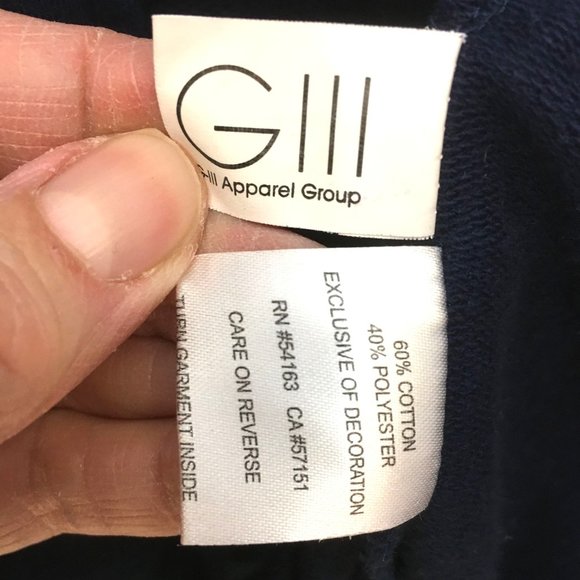 GIII
G-III Apparel Group
60% COTTON
40% POLYESTER
EXCLUSIVE OF DECORATION
RN #54163 CA #57151
CARE ON REVERSE
TURN GARMENT INSIDE